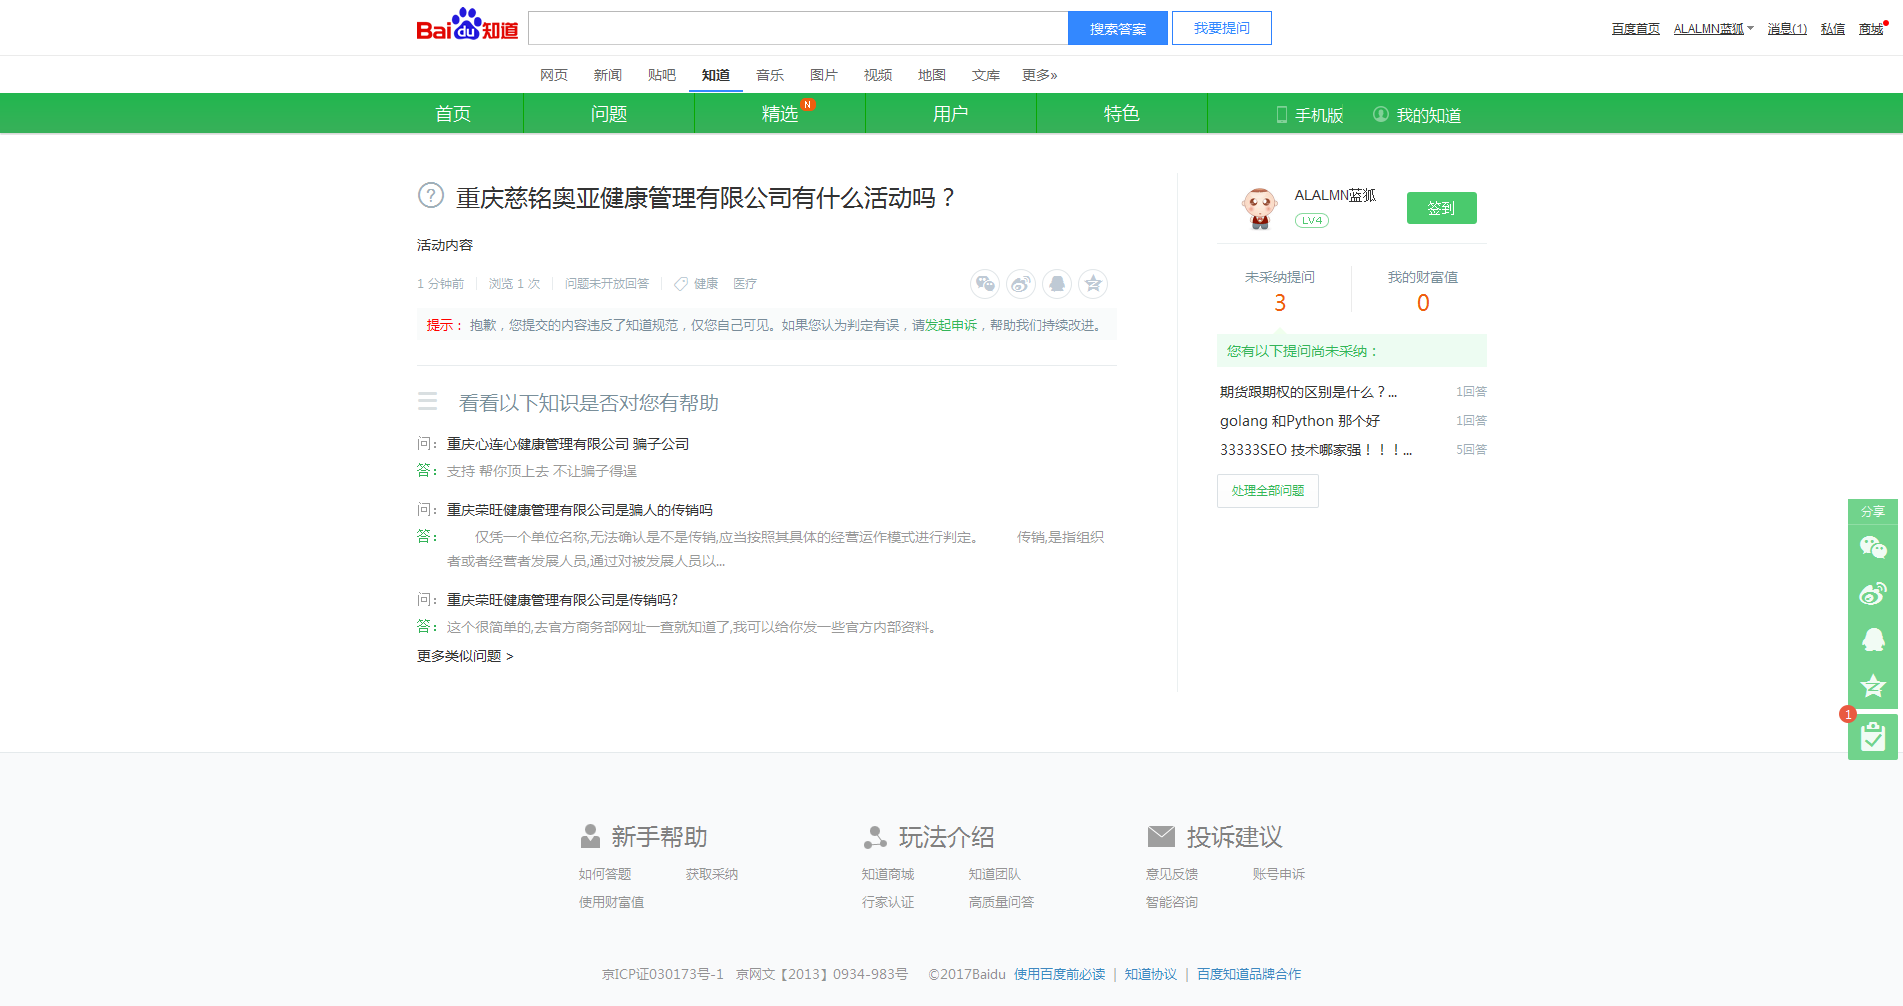 Bai du 知道 搜索答案 我要提问 百度首页 ALALMN蓝狐 消息(1) 私信 商城
网页 新闻 贴吧 知道 音乐 图片 视频 地图 文库 更多»
首页 问题 精选 N 用户 特色 手机版 我的知道
? 重庆慈铭奥亚健康管理有限公司有什么活动吗？
活动内容
1 分钟前 浏览 1 次 问题未开放回答 健康 医疗
提示： 抱歉，您提交的内容违反了知道规范，仅您自己可见。如果您认为判定有误，请发起申诉，帮助我们持续改进。
看看以下知识是否对您有帮助
问： 重庆心连心健康管理有限公司 骗子公司
答： 支持 帮你顶上去 不让骗子得逞
问： 重庆荣旺健康管理有限公司是骗人的传销吗
答： 仅凭一个单位名称,无法确认是不是传销,应当按照其具体的经营运作模式进行判定。 传销,是指组织
者或者经营者发展人员,通过对被发展人员以...
问： 重庆荣旺健康管理有限公司是传销吗?
答： 这个很简单的,去官方商务部网址一查就知道了,我可以给你发一些官方内部资料。
更多类似问题 >
ALALMN蓝狐
LV4
签到
未采纳提问 我的财富值
3 0
您有以下提问尚未采纳：
期货跟期权的区别是什么？... 1回答
golang 和Python 那个好 1回答
33333SEO 技术哪家强！！！... 5回答
处理全部问题
分享
1
新手帮助 玩法介绍 投诉建议
如何答题 获取采纳 知道商城 知道团队 意见反馈 账号申诉
使用财富值 行家认证 高质量问答 智能咨询
京ICP证030173号-1 京网文【2013】0934-983号 ©2017Baidu 使用百度前必读 | 知道协议 | 百度知道品牌合作